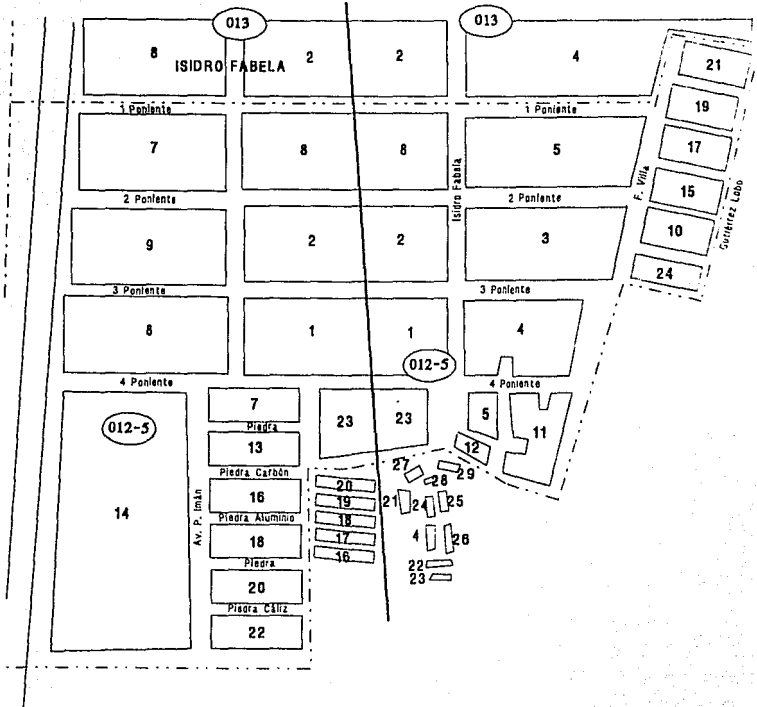 013 013
8 2 2 4 21
ISIDRO FABELA
19
1 Poniente 1 Poniente
7 8 8 5 17
Isidro Fabela
F. Villa
15
2 Poniente 2 Poniente
Gutiérrez Lobo
9 2 2 3 10
24
3 Poniente 3 Poniente
8 1 1 4
012-5
4 Poniente 4 Poniente
7 23 23 5 11
012-5
Piedra
13 12
Piedra Carbón 27 29
28
14 16 20 21 24 25
Av. P. Imán
19
Piedra Aluminio 18
18 17 4 26
16
Piedra 22
20 23
Piedra Cáliz
22